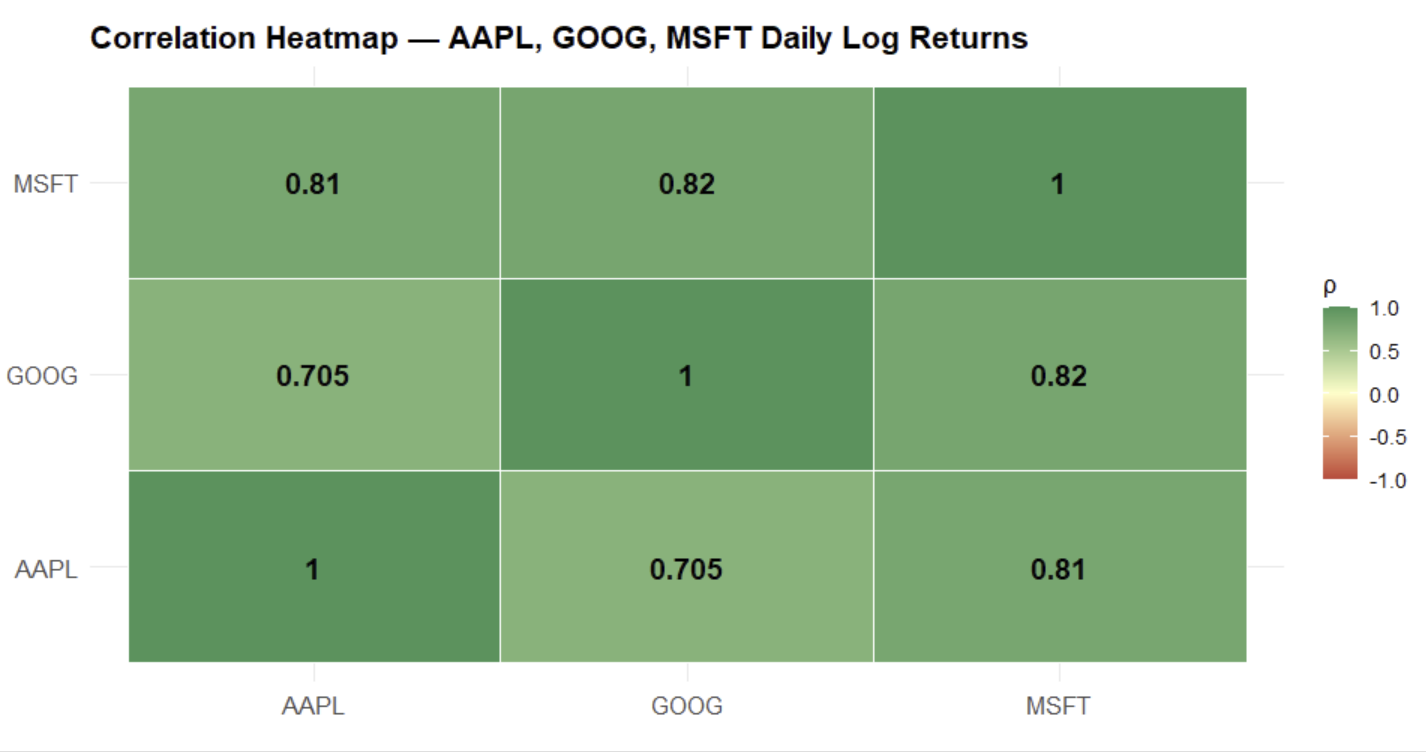 Correlation Heatmap — AAPL, GOOG, MSFT Daily Log Returns
MSFT 0.81 0.82 1
GOOG 0.705 1 0.82
AAPL 1 0.705 0.81
AAPL GOOG MSFT
ρ
1.0
0.5
0.0
-0.5
-1.0